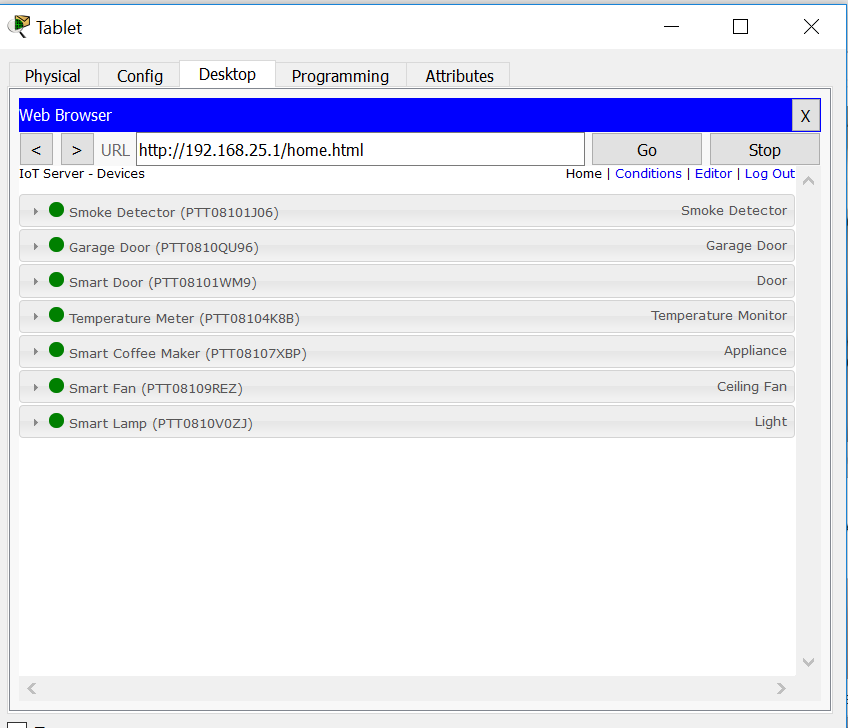 Tablet
Physical Config Desktop Programming Attributes
Web Browser X
< > URL http://192.168.25.1/home.html Go Stop
IoT Server - Devices Home | Conditions | Editor | Log Out
Smoke Detector (PTT08101J06) Smoke Detector
Garage Door (PTT0810QU96) Garage Door
Smart Door (PTT08101WM9) Door
Temperature Meter (PTT08104K8B) Temperature Monitor
Smart Coffee Maker (PTT08107XBP) Appliance
Smart Fan (PTT08109REZ) Ceiling Fan
Smart Lamp (PTT0810V0ZJ) Light